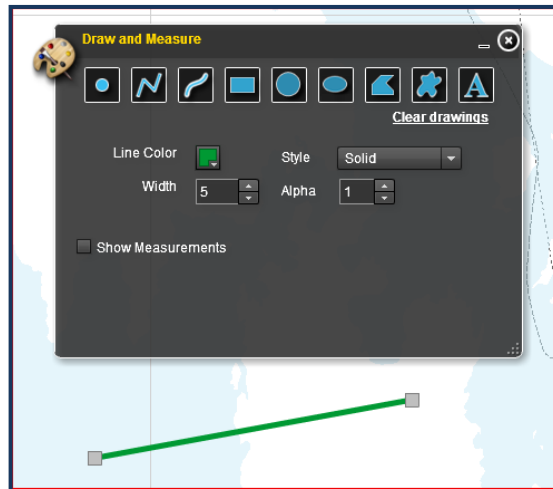 Draw and Measure
A
Clear drawings
Line Color
Style
Solid
Width
5
Alpha
1
Show Measurements